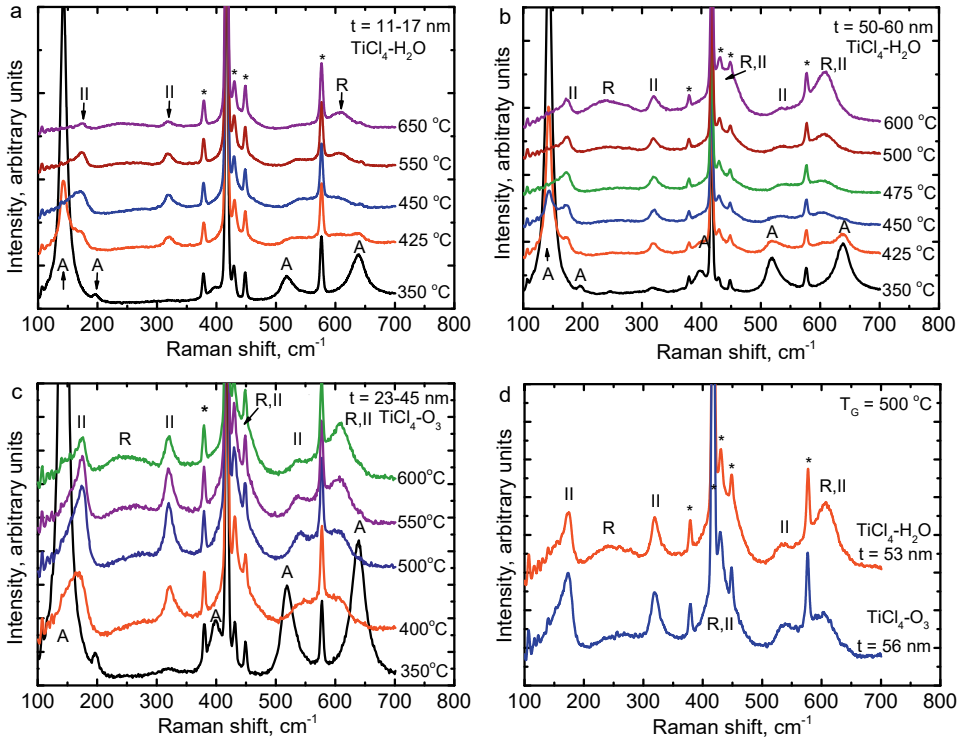 a
t = 11-17 nm
TiCl₄-H₂O
II
II
*
*
*
*
R
650 °C
550 °C
450 °C
425 °C
A
A
A
A
350 °C
100 200 300 400 500 600 700 800
Raman shift, cm⁻¹
Intensity, arbitrary units
b
t = 50-60 nm
TiCl₄-H₂O
II
R
II
*
*
*
R,II
II
*
R,II
600 °C
500 °C
475 °C
450 °C
425 °C
A
A
A
A
A
350 °C
100 200 300 400 500 600 700 800
Raman shift, cm⁻¹
Intensity, arbitraty units
c
t = 23-45 nm
TiCl₄-O₃
II
R
II
*
R,II
II
R,II
600°C
550°C
500°C
400°C
A
A
A
A
350°C
100 200 300 400 500 600 700 800
Raman shift, cm⁻¹
Intensity, arbitrary units
d
T_G = 500 °C
II
R
II
*
*
*
*
II
*
R,II
TiCl₄-H₂O
t = 53 nm
R,II
TiCl₄-O₃
t = 56 nm
100 200 300 400 500 600 700 800
Raman shift, cm⁻¹
Intensity, arbitrary units